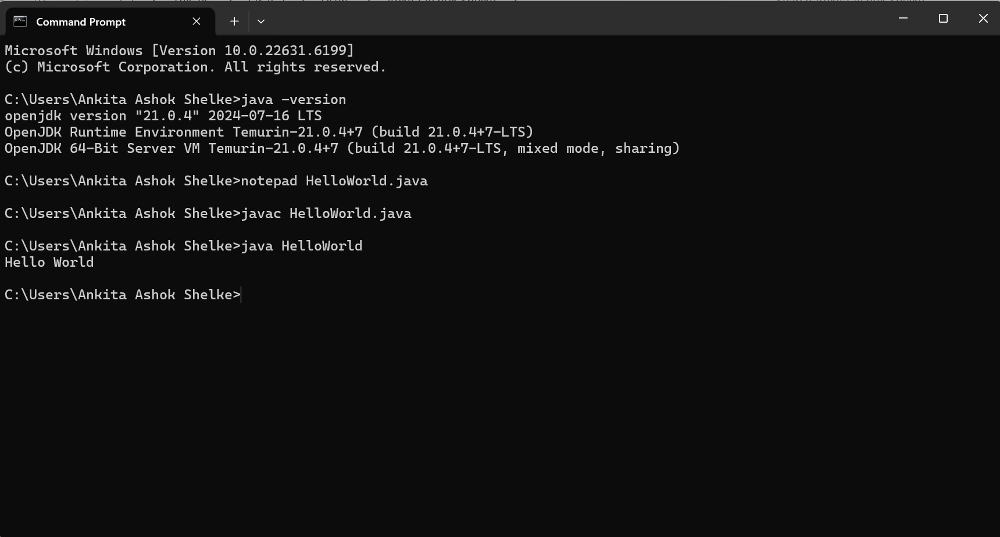 Command Prompt
Microsoft Windows [Version 10.0.22631.6199]
(c) Microsoft Corporation. All rights reserved.
C:\Users\Ankita Ashok Shelke>java -version
openjdk version "21.0.4" 2024-07-16 LTS
OpenJDK Runtime Environment Temurin-21.0.4+7 (build 21.0.4+7-LTS)
OpenJDK 64-Bit Server VM Temurin-21.0.4+7 (build 21.0.4+7-LTS, mixed mode, sharing)
C:\Users\Ankita Ashok Shelke>notepad HelloWorld.java
C:\Users\Ankita Ashok Shelke>javac HelloWorld.java
C:\Users\Ankita Ashok Shelke>java HelloWorld
Hello World
C:\Users\Ankita Ashok Shelke>